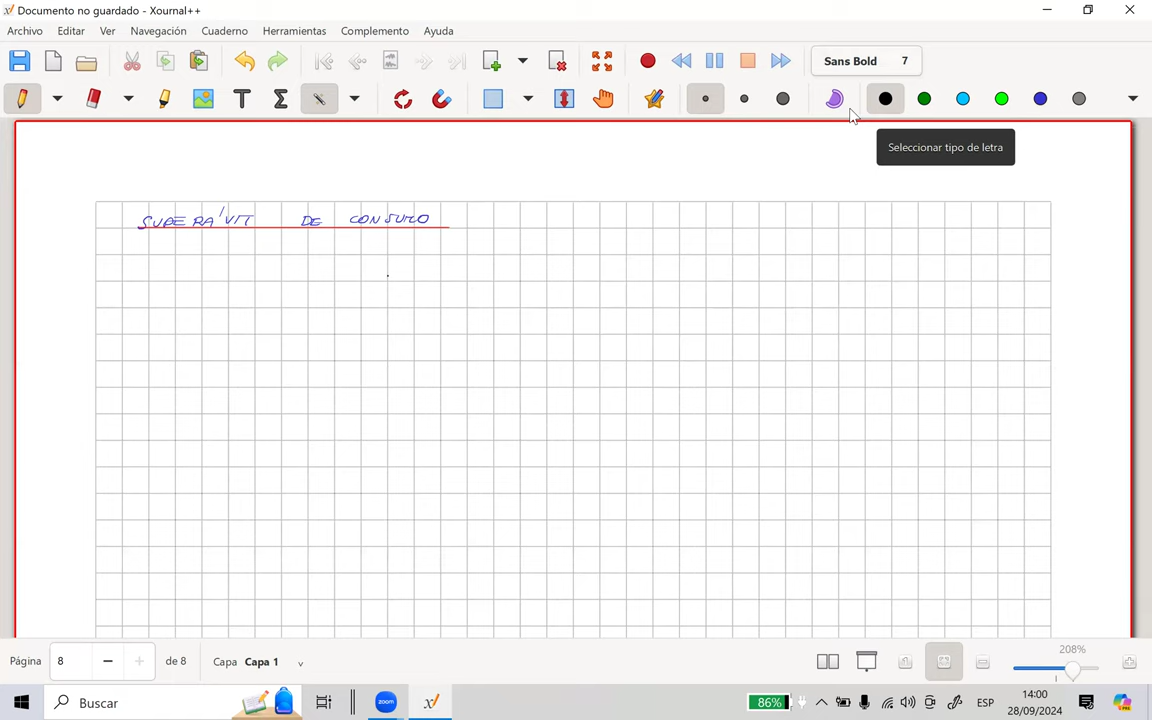 Documento no guardado - Xournal++
Archivo Editar Ver Navegación Cuaderno Herramientas Complemento Ayuda
Sans Bold 7
Seleccionar tipo de letra
SUPERÁVIT DE CONSUMO
Página 8 de 8 Capa Capa 1 208%
Buscar zoom 86% ESP 14:00
28/09/2024